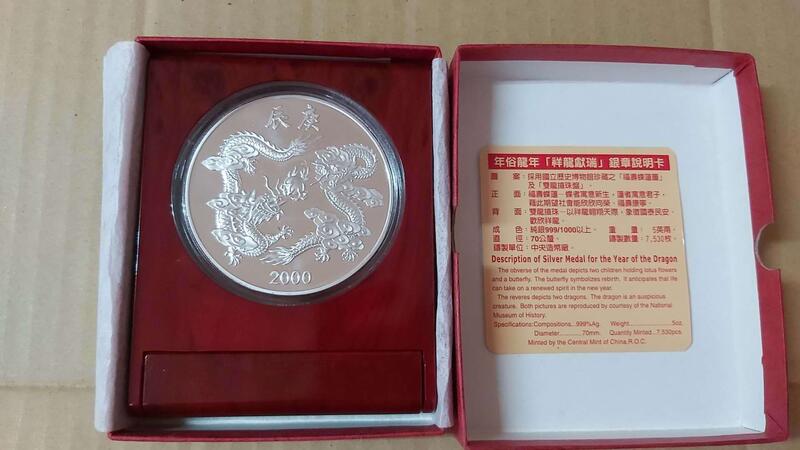 辰庚
2000
年俗龍年「祥龍獻瑞」銀章說明卡
圖　案：採用國立歷史博物館珍藏之「福壽蝶蓮圖」
及「雙龍搶珠盤」。
正　面：福壽蝶蓮－蝶者寓意新生，蓮者寓意君子，
藉此期望社會能欣欣向榮、福壽康寧。
背　面：雙龍搶珠－以祥龍翱翔天際，象徵國泰民安、
歡欣祥龍。
成　色：純銀999/1000以上。　重　量：5英兩。
直　徑：70公釐。　鑄製數量：7,530枚。
鑄製單位：中央造幣廠。
Description of Silver Medal for the Year of the Dragon
The obverse of the medal depicts two children holding lotus flowers
and a butterfly. The butterfly symbolizes rebirth. It anticipates that life
can take on a renewed spirit in the new year.
The reveres depicts two dragons. The dragon is an auspicious
creature. Both pictures are reproduced by courtesy of the National
Museum of History.
Specifications:Compositions..999%Ag. Weight....................5oz.
Diameter............70mm. Quantity Minted...7,530pcs.
Minted by the Central Mint of China,R.O.C.